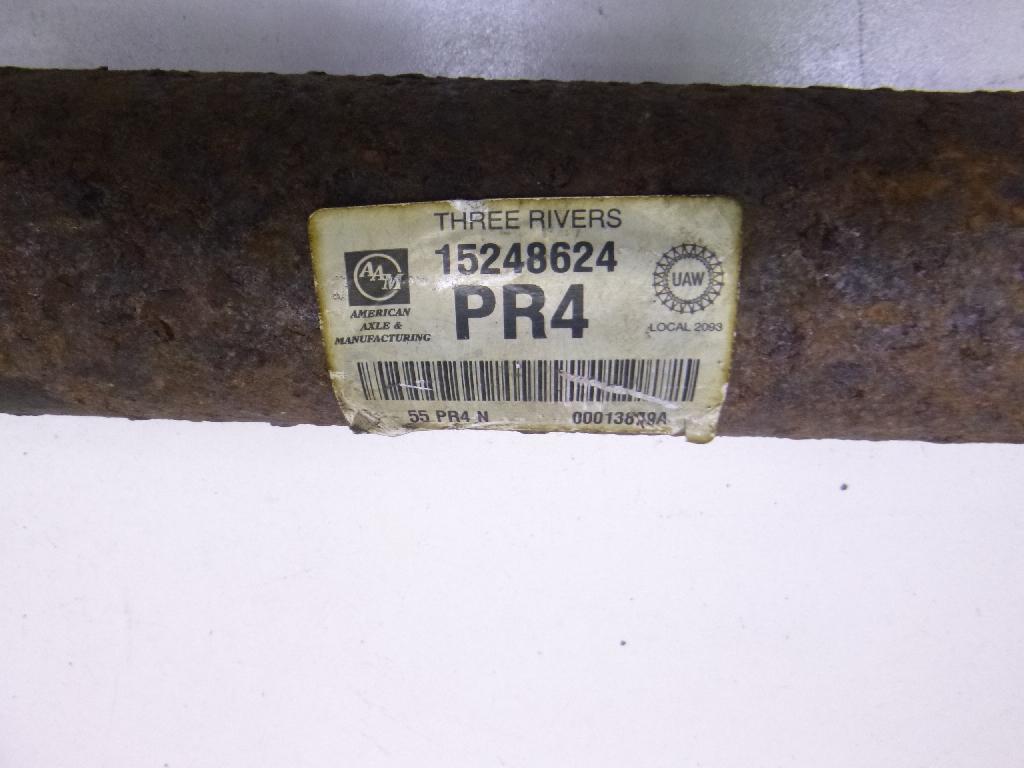 THREE RIVERS
15248624
PR4
AAM
AMERICAN
AXLE &
MANUFACTURING
UAW
LOCAL 2093
55 PR4 N